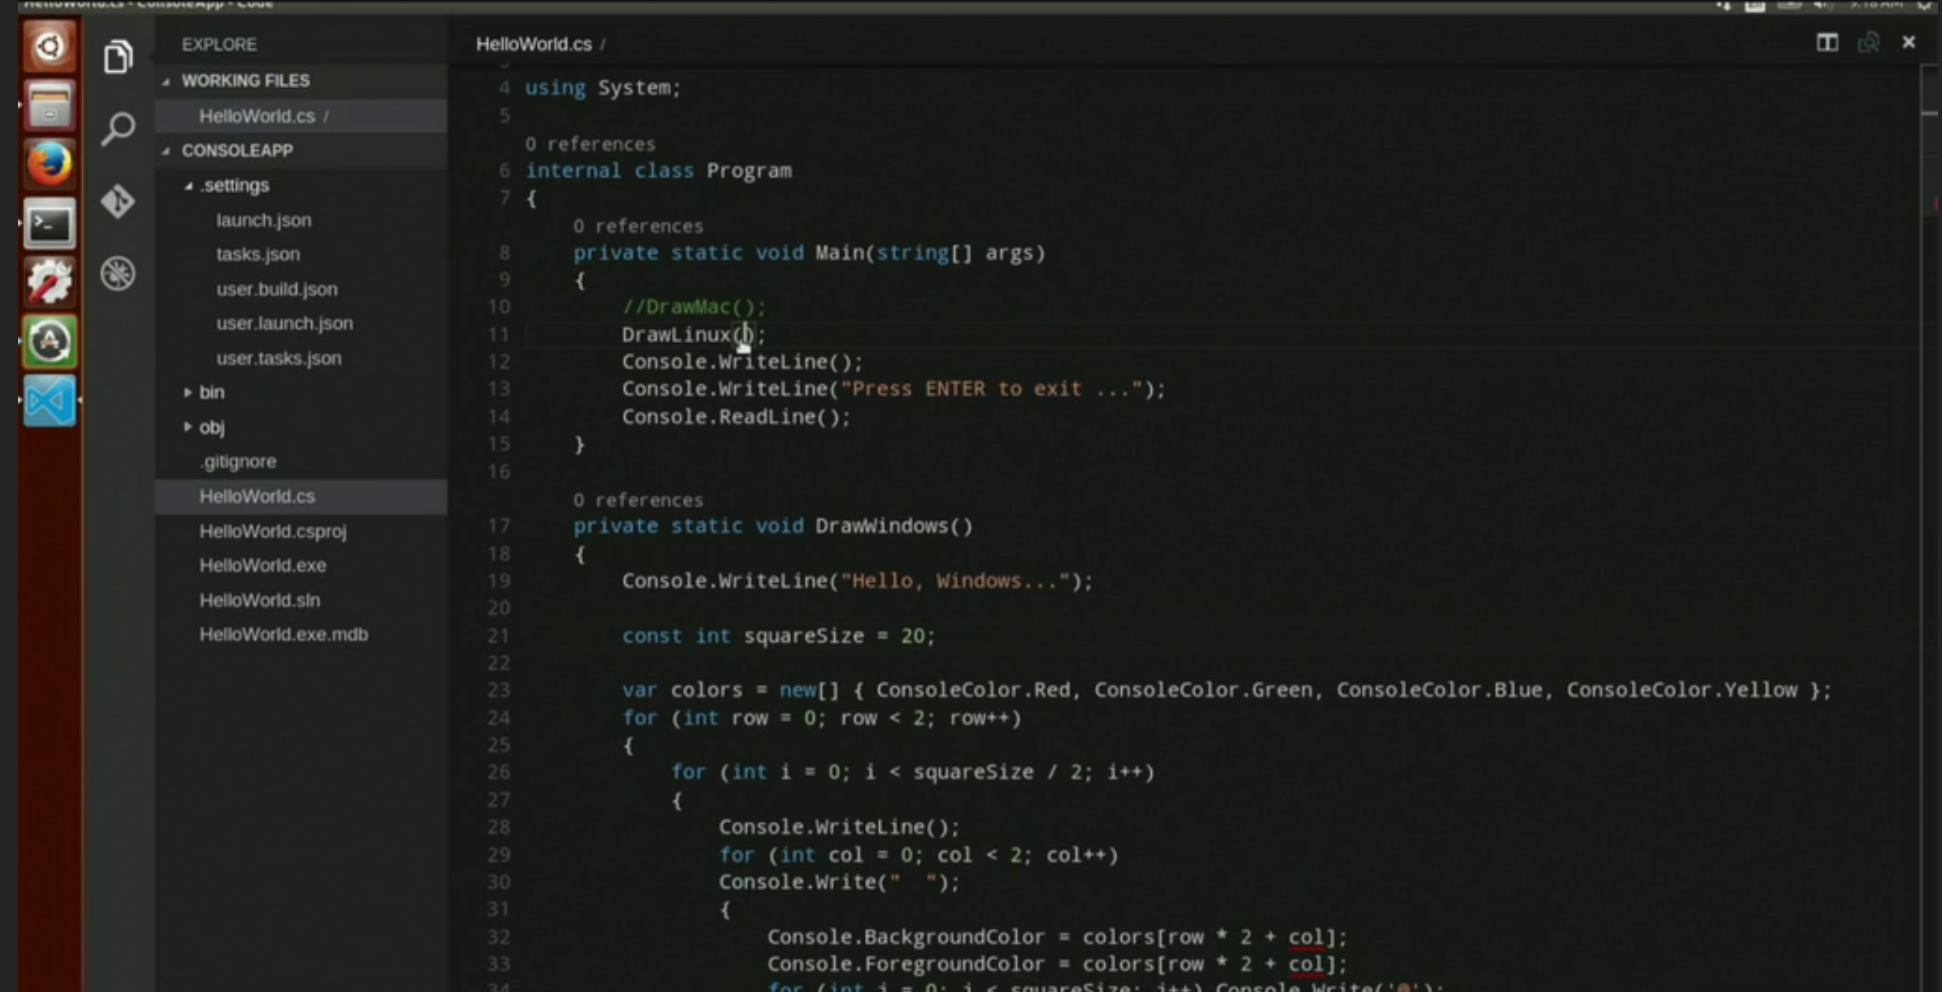 HelloWorld.cs - ConsoleApp - Code
EXPLORE
WORKING FILES
HelloWorld.cs /
CONSOLEAPP
.settings
launch.json
tasks.json
user.build.json
user.launch.json
user.tasks.json
bin
obj
.gitignore
HelloWorld.cs
HelloWorld.csproj
HelloWorld.exe
HelloWorld.sln
HelloWorld.exe.mdb
HelloWorld.cs /
4 using System;
5
0 references
6 internal class Program
7 {
0 references
8 private static void Main(string[] args)
9 {
10 //DrawMac();
11 DrawLinux();
12 Console.WriteLine();
13 Console.WriteLine("Press ENTER to exit ...");
14 Console.ReadLine();
15 }
16
0 references
17 private static void DrawWindows()
18 {
19 Console.WriteLine("Hello, Windows...");
20
21 const int squareSize = 20;
22
23 var colors = new[] { ConsoleColor.Red, ConsoleColor.Green, ConsoleColor.Blue, ConsoleColor.Yellow };
24 for (int row = 0; row < 2; row++)
25 {
26 for (int i = 0; i < squareSize / 2; i++)
27 {
28 Console.WriteLine();
29 for (int col = 0; col < 2; col++)
30 Console.Write("  ");
31 {
32 Console.BackgroundColor = colors[row * 2 + col];
33 Console.ForegroundColor = colors[row * 2 + col];
34 for (int i = 0; i < squareSize; i++) Console.Write('@');